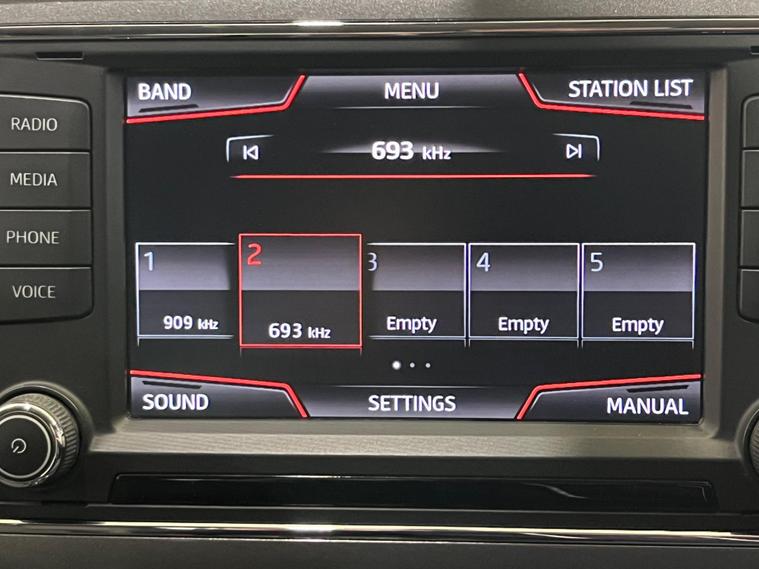 BAND MENU STATION LIST
RADIO
693 kHz
MEDIA
PHONE
1 2 3 4 5
VOICE
909 kHz 693 kHz Empty Empty Empty
SOUND SETTINGS MANUAL